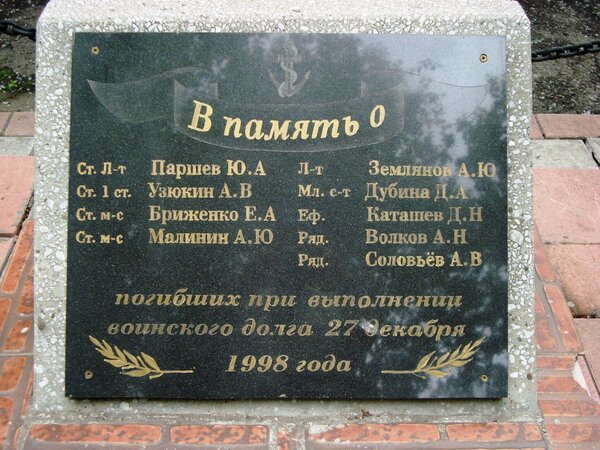 В память о
Ст. Л-т Паршев Ю.А Л-т Землянов А.Ю
Ст. 1 ст. Узюкин А.В Мл. с-т Дубина Д.А
Ст. м-с Бриженко Е.А Еф. Каташев Д.Н
Ст. м-с Малинин А.Ю Ряд. Волков А.Н
Ряд. Соловьёв А.В
погибших при выполнении
воинского долга 27 декабря
1998 года